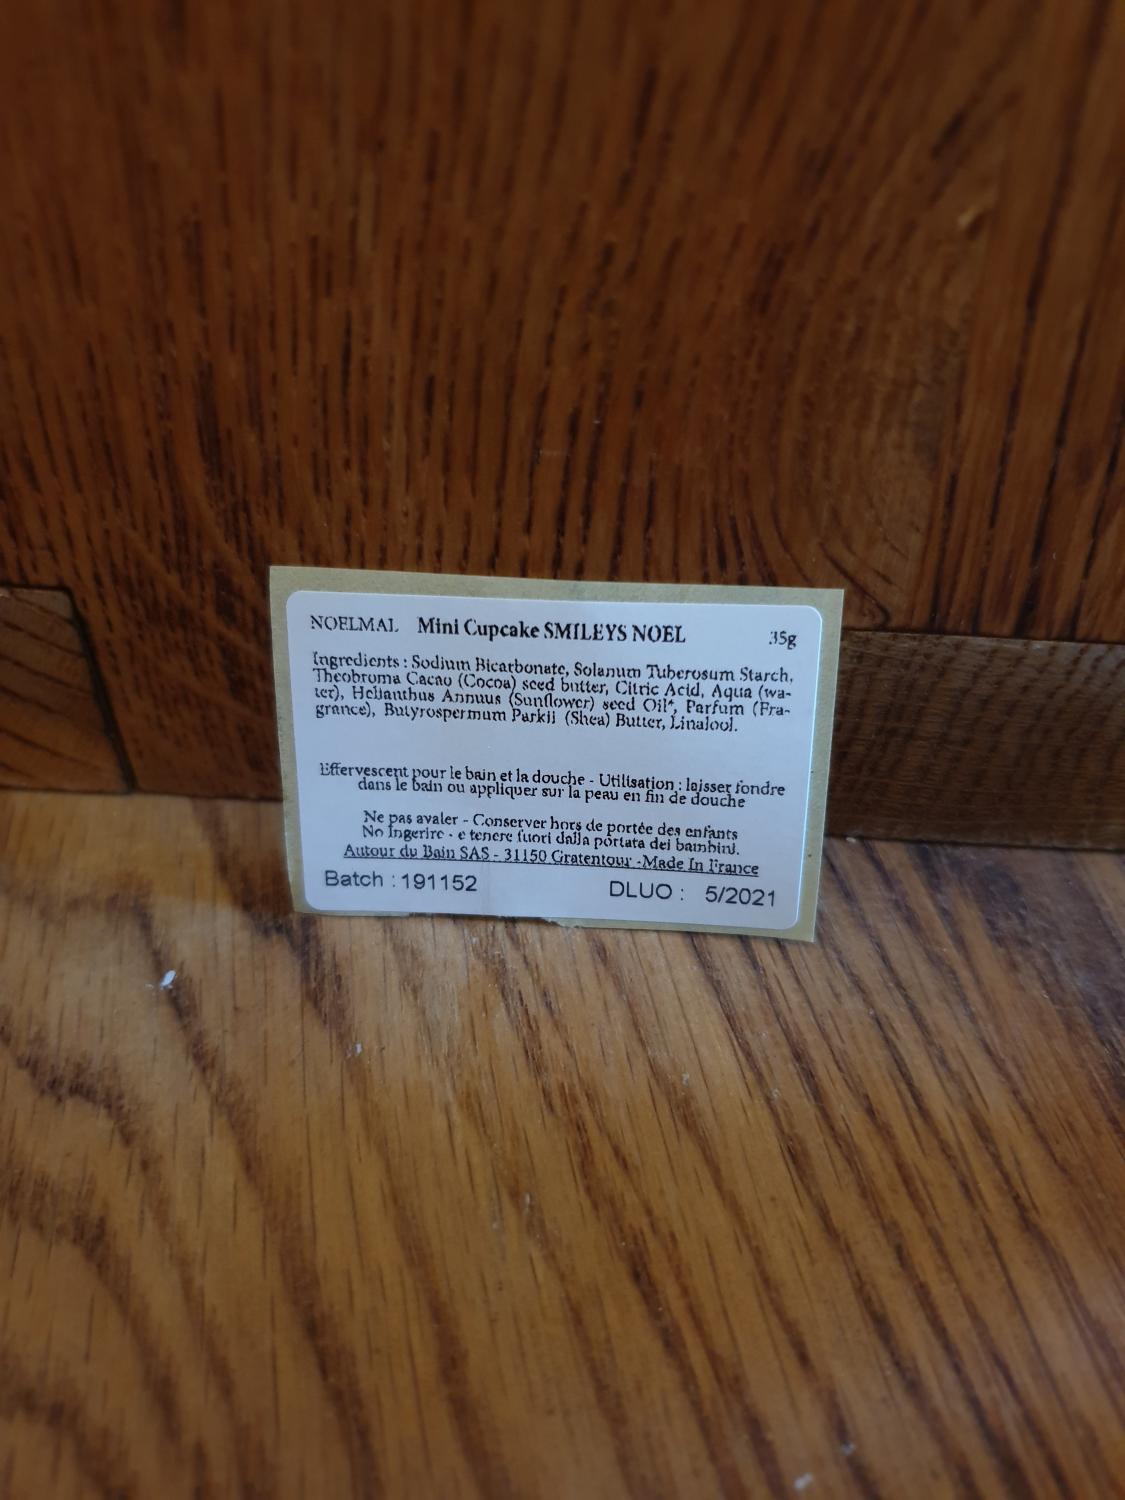 NOELMAL Mini Cupcake SMILEYS NOEL 35g
Ingredients : Sodium Bicarbonate, Solanum Tuberosum Starch,
Theobroma Cacao (Cocoa) seed butter, Citric Acid, Aqua (wa-
ter), Helianthus Annuus (Sunflower) seed Oil*, Parfum (Fra-
grance), Butyrospermum Parkii (Shea) Butter, Linalool.
Effervescent pour le bain et la douche - Utilisation : laisser fondre
dans le bain ou appliquer sur la peau en fin de douche
Ne pas avaler - Conserver hors de portée des enfants
No Ingerire - e tenere fuori dalla portata dei bambini.
Autour du Bain SAS - 31150 Gratentour -Made In France
Batch : 191152 DLUO : 5/2021